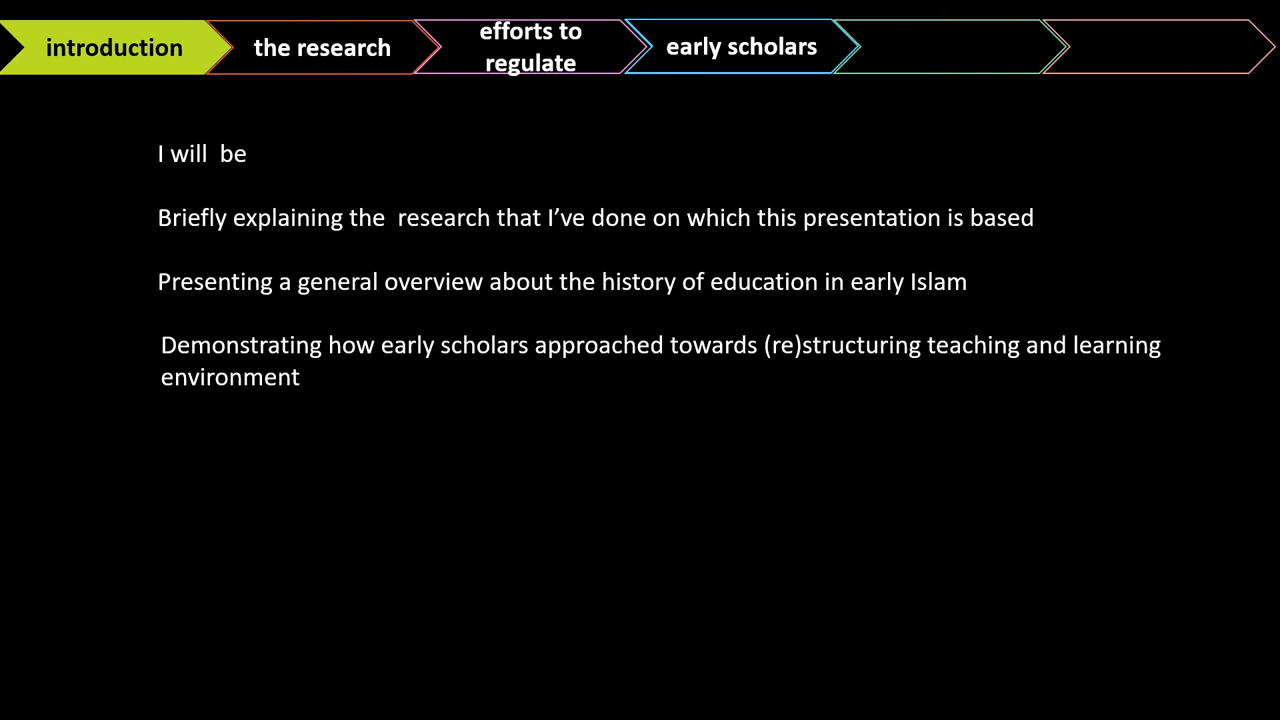 introduction
the research
efforts to
regulate
early scholars
I will  be
Briefly explaining the  research that I’ve done on which this presentation is based
Presenting a general overview about the history of education in early Islam
Demonstrating how early scholars approached towards (re)structuring teaching and learning
environment